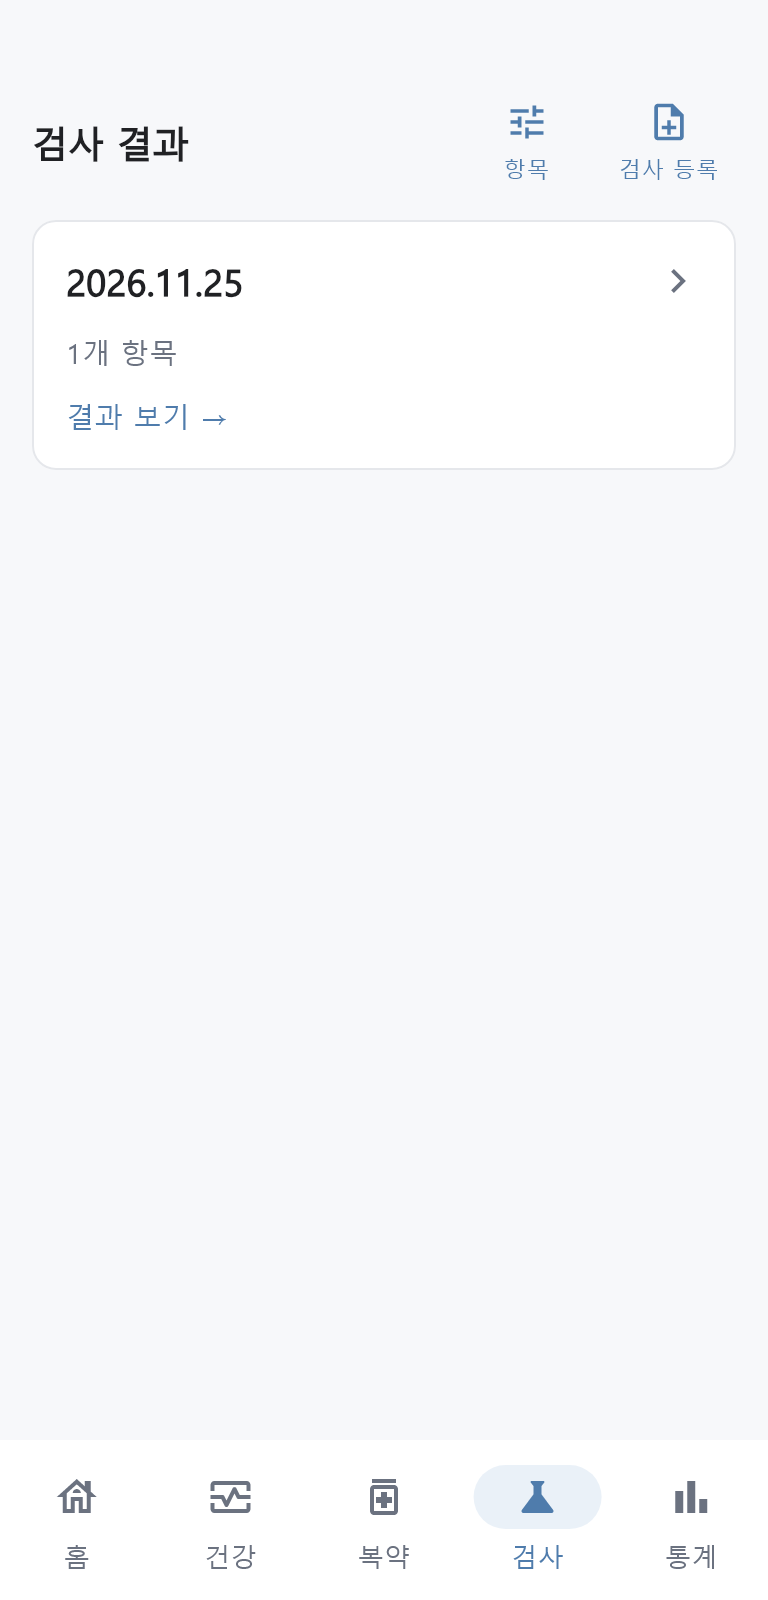 검사 결과
항목
검사 등록
2026.11.25
1개 항목
결과 보기 →
홈
건강
복약
검사
통계